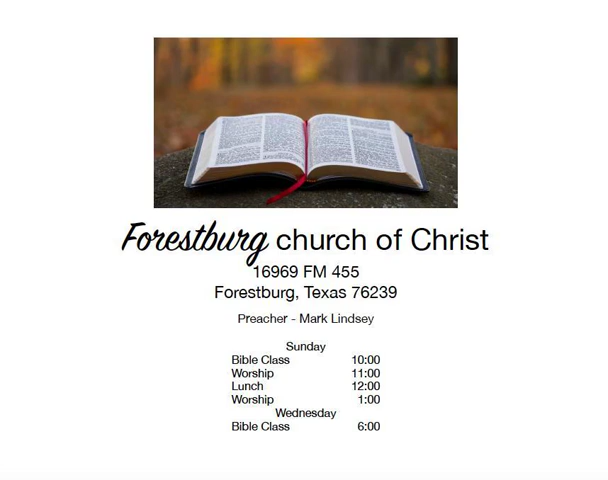 Forestburg church of Christ
16969 FM 455
Forestburg, Texas 76239
Preacher - Mark Lindsey
Sunday
Bible Class 10:00
Worship 11:00
Lunch 12:00
Worship 1:00
Wednesday
Bible Class 6:00